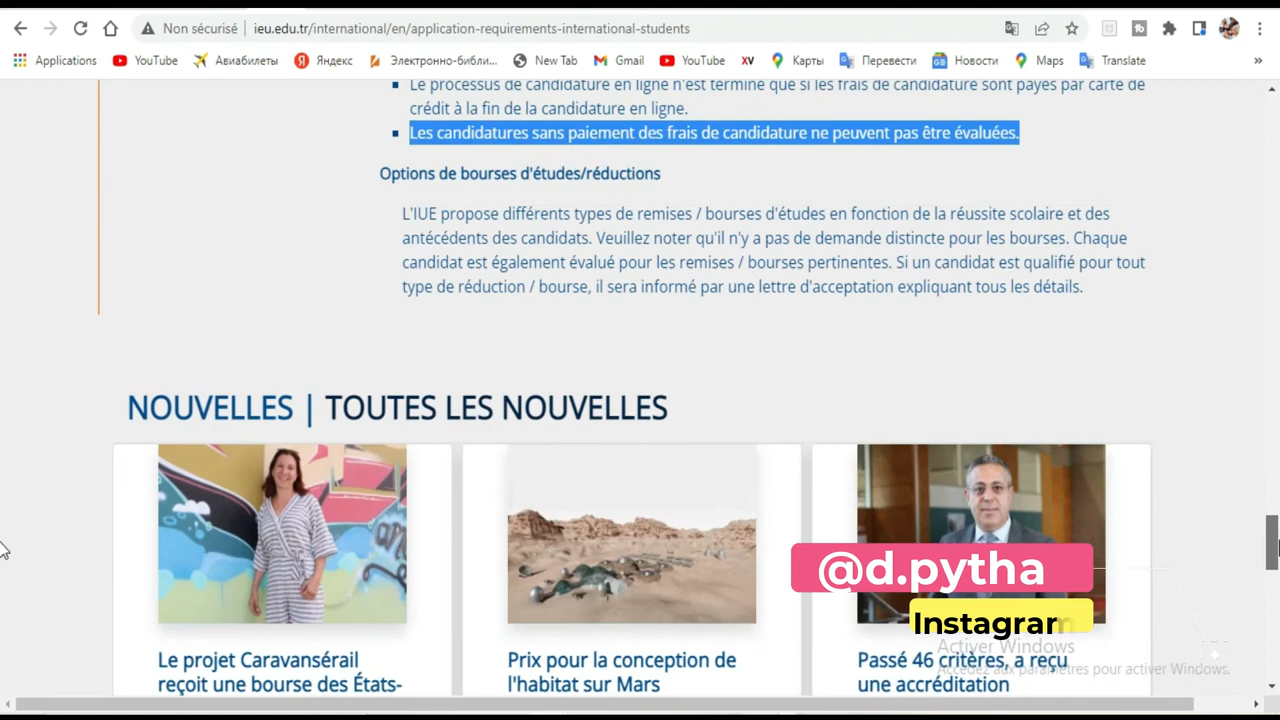 Non sécurisé
ieu.edu.tr/international/en/application-requirements-international-students
Applications
YouTube
Авиабилеты
Яндекс
Электронно-библи...
New Tab
Gmail
YouTube
XV
Карты
Перевести
Новости
Maps
Translate
»
Le processus de candidature en ligne n'est terminé que si les frais de candidature sont payés par carte de
crédit à la fin de la candidature en ligne.
Les candidatures sans paiement des frais de candidature ne peuvent pas être évaluées.
Options de bourses d'études/réductions
L'IUE propose différents types de remises / bourses d'études en fonction de la réussite scolaire et des
antécédents des candidats. Veuillez noter qu'il n'y a pas de demande distincte pour les bourses. Chaque
candidat est également évalué pour les remises / bourses pertinentes. Si un candidat est qualifié pour tout
type de réduction / bourse, il sera informé par une lettre d'acceptation expliquant tous les détails.
NOUVELLES | TOUTES LES NOUVELLES
@d.pytha
Instagram
Activer Windows
Accédez aux paramètres pour activer Windows.
Le projet Caravansérail
reçoit une bourse des États-
Prix pour la conception de
l'habitat sur Mars
Passé 46 critères, a reçu
une accréditation